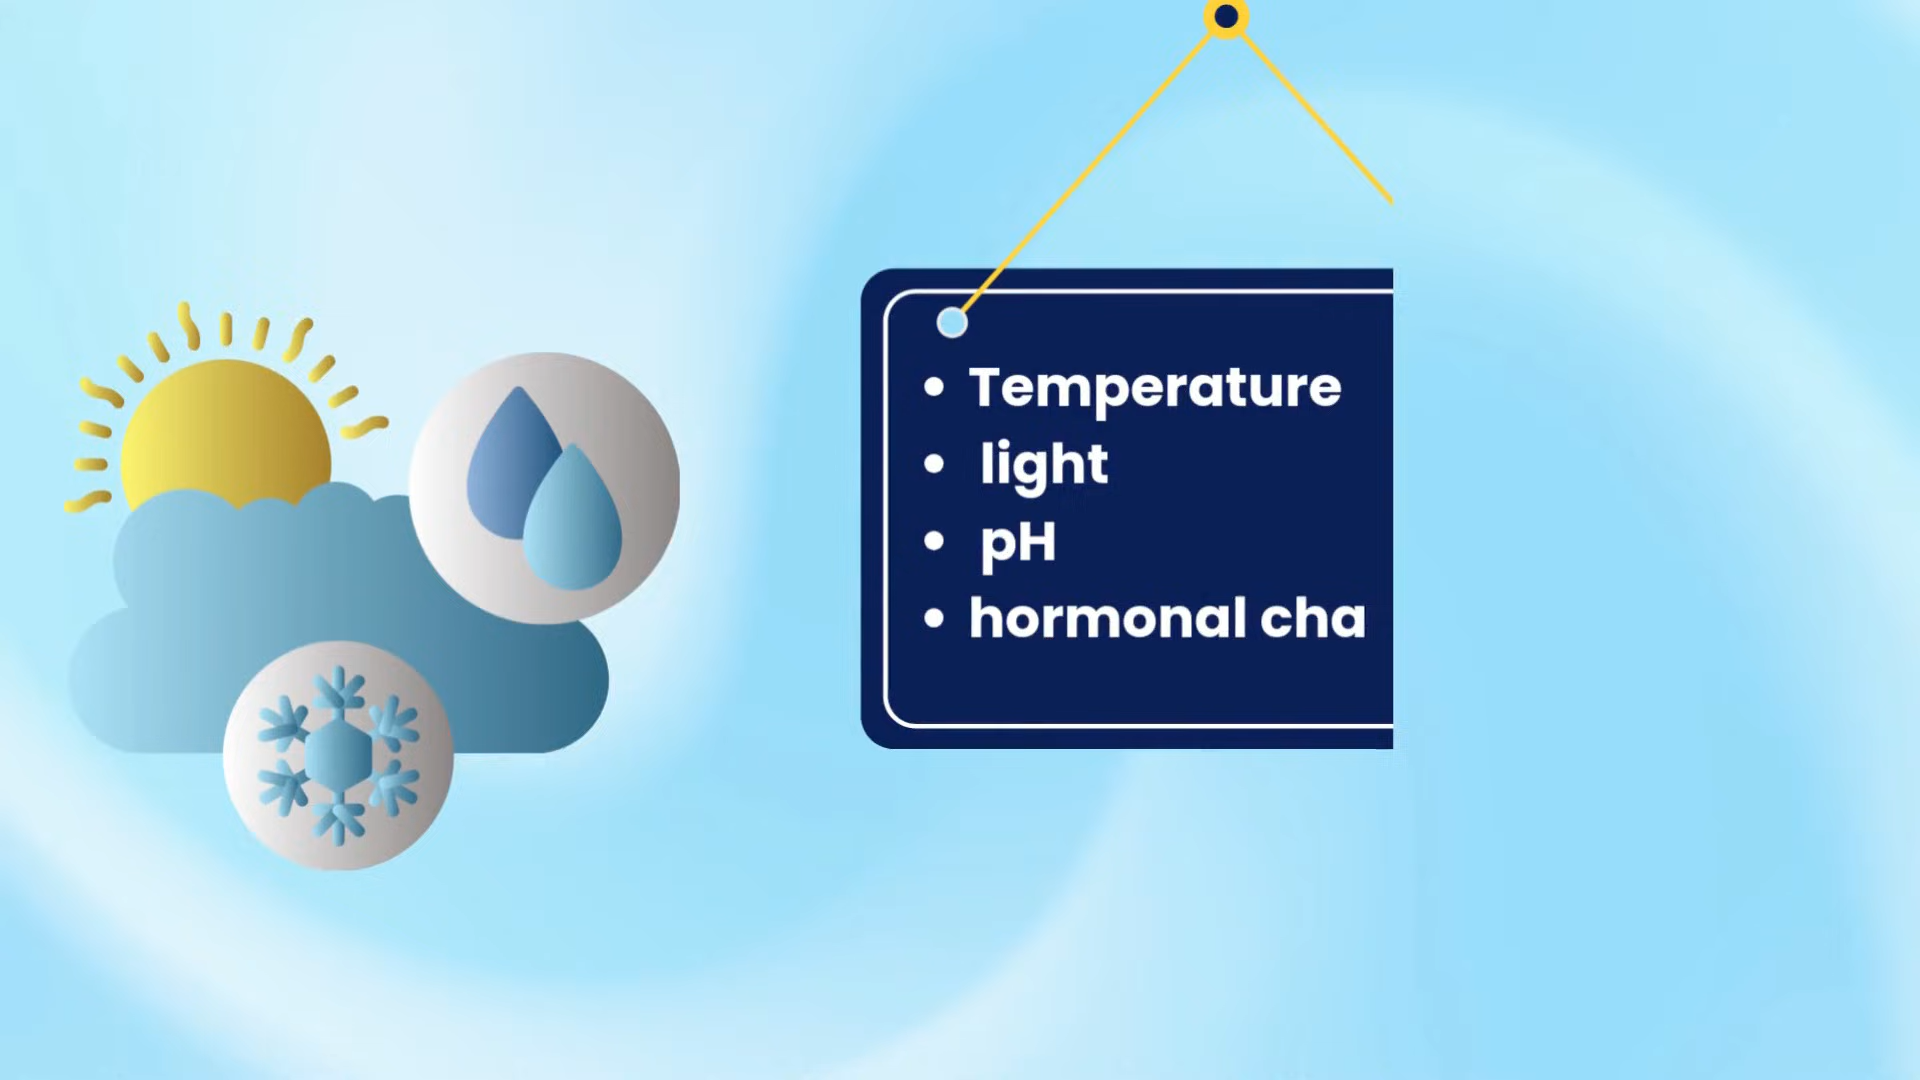 • Temperature
• light
• pH
• hormonal cha